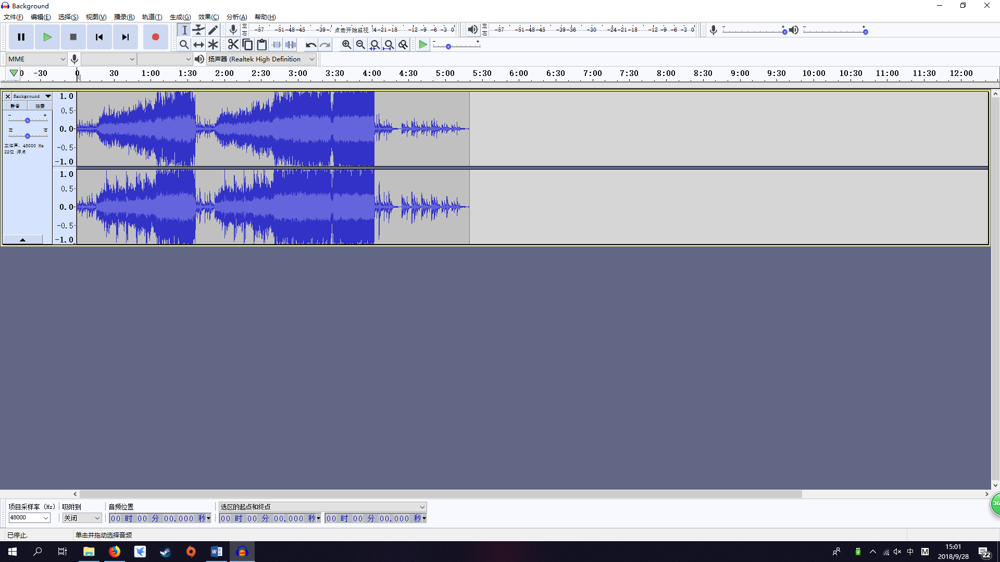 Background
文件(F) 编辑(E) 选择(S) 视图(V) 播录(R) 轨道(T) 生成(G) 效果(C) 分析(A) 帮助(H)
左 右 -57 -51 -48 -45 -39 点击开始监视 -21 -18 -12 -9 -6 -3 0 左 右 -57 -51 -48 -45 -39 -36 -30 -24 -21 -18 -12 -9 -6 -3 0 - + - +
- +
MME 扬声器 (Realtek High Definition
0 -30 0 30 1:00 1:30 2:00 2:30 3:00 3:30 4:00 4:30 5:00 5:30 6:00 6:30 7:00 7:30 8:00 8:30 9:00 9:30 10:00 10:30 11:00 11:30 12:00
Background 1.0
静音 独奏
- + 0.5
左 右 0.0
立体声, 48000 Hz -0.5
32位 浮点
-1.0
1.0
0.5
0.0
-0.5
-1.0
项目采样率 (Hz) 吸附到 音频位置 选区的起点和终点
48000 关闭 00 时 00 分 00.000 秒 00 时 00 分 00.000 秒 00 时 00 分 00.000 秒
36
已停止. 单击并拖动选择音频
中 M 15:01
2018/9/28 22